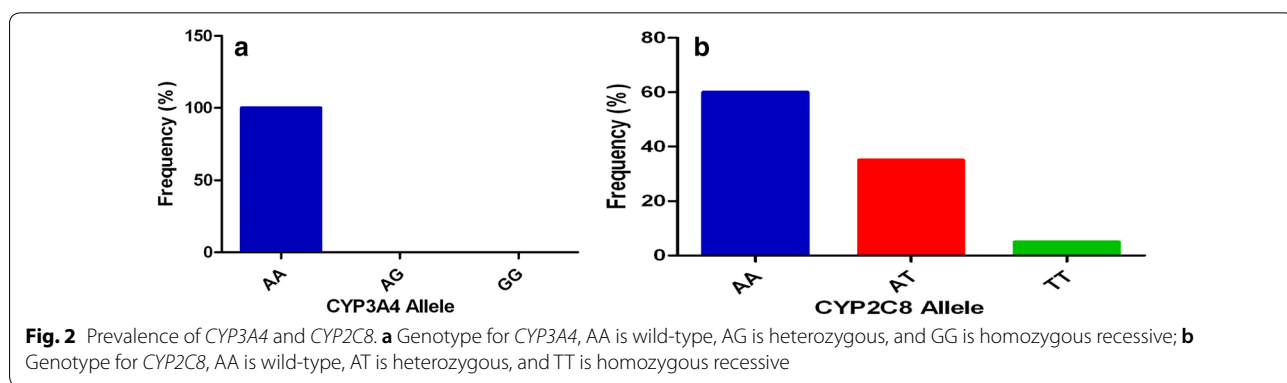 a
150
100
50
0
Frequency (%)
AA
AG
GG
CYP3A4 Allele
b
80
60
40
20
0
Frequency (%)
AA
AT
TT
CYP2C8 Allele
Fig. 2 Prevalence of CYP3A4 and CYP2C8. a Genotype for CYP3A4, AA is wild-type, AG is heterozygous, and GG is homozygous recessive; b
Genotype for CYP2C8, AA is wild-type, AT is heterozygous, and TT is homozygous recessive